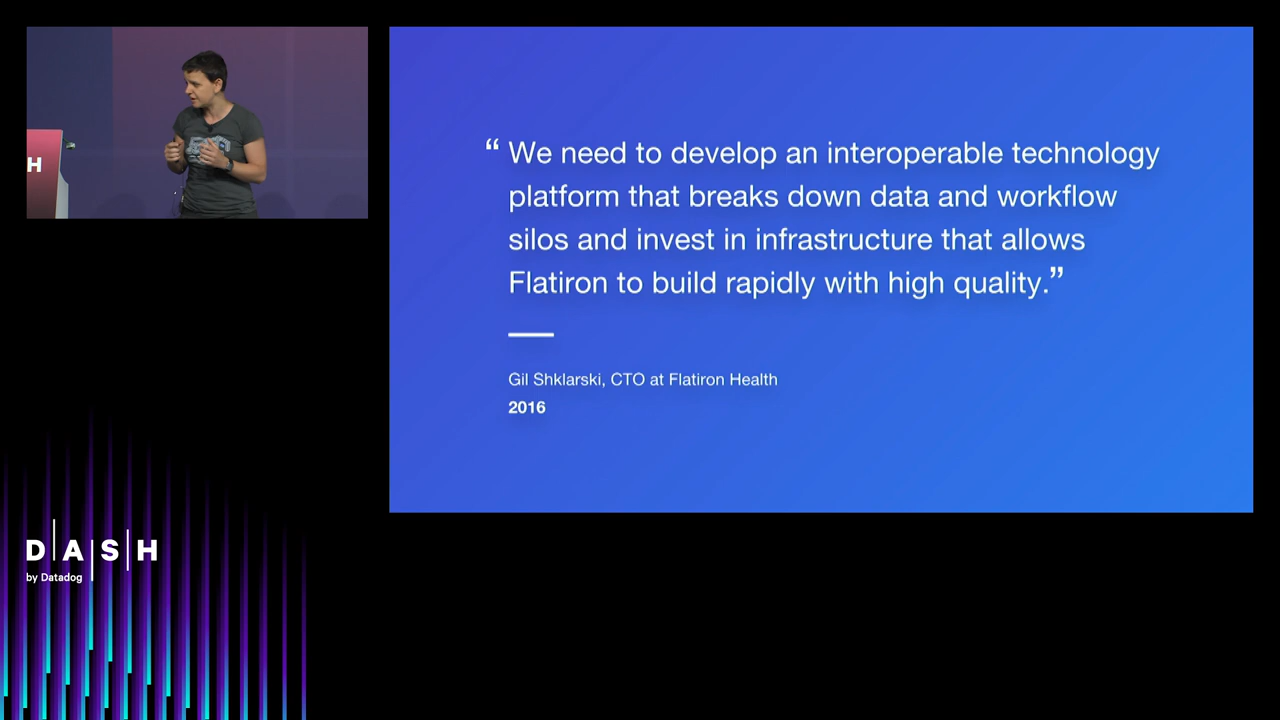 H
“ We need to develop an interoperable technology
platform that breaks down data and workflow
silos and invest in infrastructure that allows
Flatiron to build rapidly with high quality.”
Gil Shklarski, CTO at Flatiron Health
2016
D A S H
by Datadog